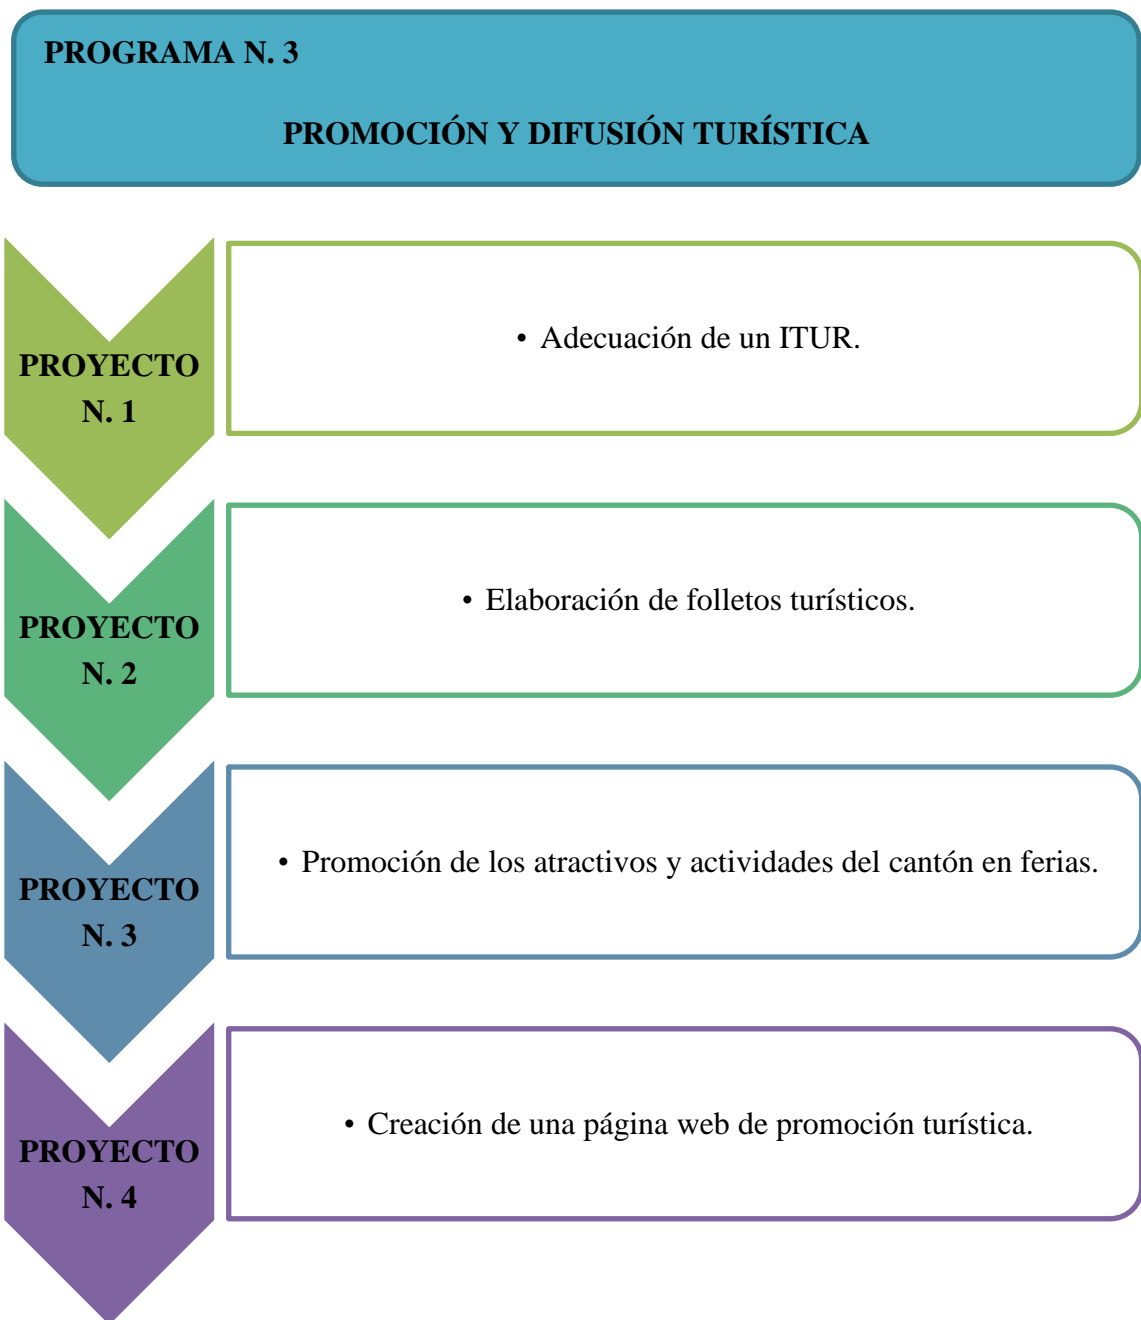 PROGRAMA N. 3
PROMOCIÓN Y DIFUSIÓN TURÍSTICA
PROYECTO
N. 1
• Adecuación de un ITUR.
PROYECTO
N. 2
• Elaboración de folletos turísticos.
PROYECTO
N. 3
• Promoción de los atractivos y actividades del cantón en ferias.
PROYECTO
N. 4
• Creación de una página web de promoción turística.